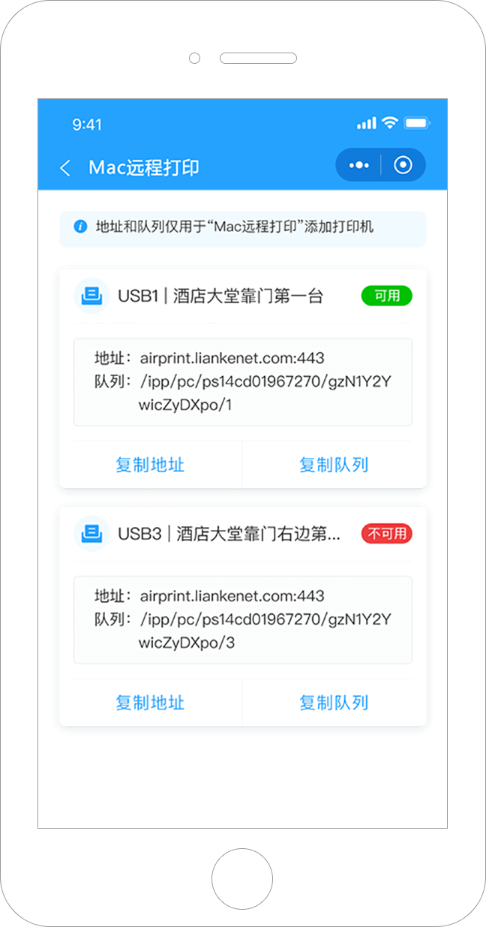 9:41
Mac远程打印
地址和队列仅用于“Mac远程打印”添加打印机
USB1 | 酒店大堂靠门第一台
可用
地址：airprint.liankenet.com:443
队列：/ipp/pc/ps14cd01967270/gzN1Y2Y
wicZyDXpo/1
复制地址
复制队列
USB3 | 酒店大堂靠门右边第...
不可用
地址：airprint.liankenet.com:443
队列：/ipp/pc/ps14cd01967270/gzN1Y2Y
wicZyDXpo/3
复制地址
复制队列